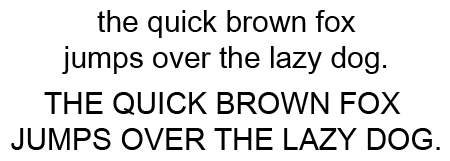 the quick brown fox
jumps over the lazy dog.
THE QUICK BROWN FOX
JUMPS OVER THE LAZY DOG.